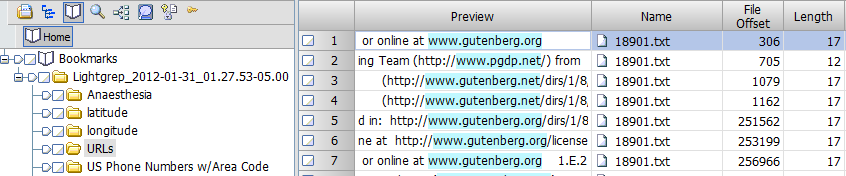 Home
Bookmarks
Lightgrep_2012-01-31_01.27.53-05.00
Anaesthesia
latitude
longitude
URLs
US Phone Numbers w/Area Code
Preview Name File Offset Length
1 or online at www.gutenberg.org 18901.txt 306 17
2 ing Team (http://www.pgdp.net/) from 18901.txt 705 12
3 (http://www.gutenberg.net/dirs/1/8, 18901.txt 1079 17
4 (http://www.gutenberg.net/dirs/1/8, 18901.txt 1162 17
5 d in: http://www.gutenberg.org/dirs/1/8 18901.txt 251562 17
6 ne at http://www.gutenberg.org/license 18901.txt 253199 17
7 or online at www.gutenberg.org 1.E.2 18901.txt 256966 17